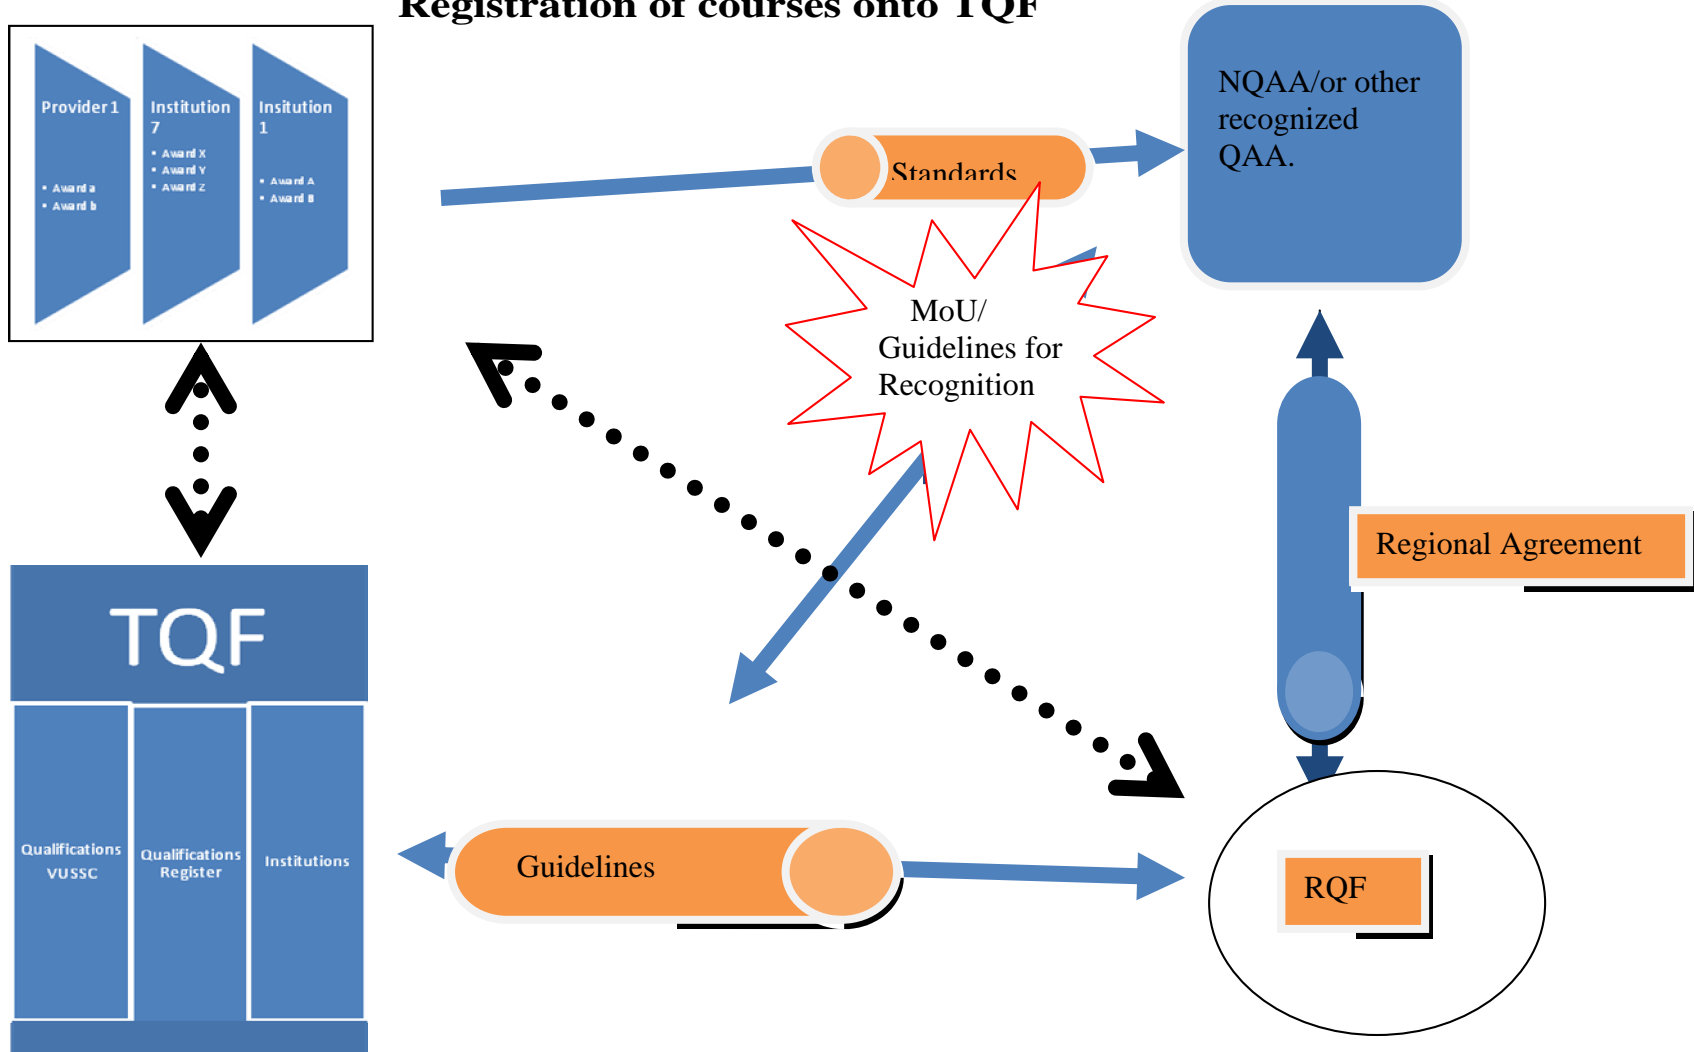 Registration of courses onto TQF
Provider 1
▪ Award a
▪ Award b
Institution
7
▪ Award X
▪ Award Y
▪ Award Z
Insitution
1
▪ Award A
▪ Award B
Standards
NQAA/or other
recognized
QAA.
MoU/
Guidelines for
Recognition
Regional Agreement
TQF
Qualifications
VUSSC
Qualifications
Register
Institutions
Guidelines
RQF